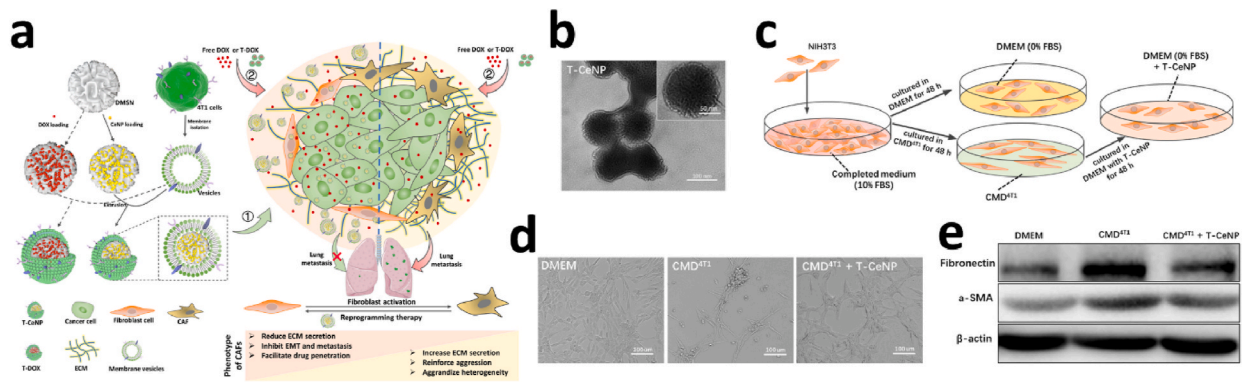 a
DMSN
4T1 cells
DOX loading
CeNP loading
Membrane isolation
Vesicles
Extrusion
①
T-CeNP
Cancer cell
Fibroblast cell
CAF
T-DOX
ECM
Membrane vesicles
Free DOX or T-DOX
②
Free DOX or T-DOX
②
Lung metastasis
Lung metastasis
Fibroblast activation
Reprogramming therapy
Phenotype of CAFs
Reduce ECM secretion
Inhibit EMT and metastasis
Facilitate drug penetration
Increase ECM secretion
Reinforce aggression
Aggrandize heterogeneity
b
T-CeNP
50 nm
100 nm
c
NIH3T3
Completed medium
(10% FBS)
cultured in
DMEM for 48 h
cultured in
CMD4T1 for 48 h
DMEM (0% FBS)
CMD4T1
cultured in
DMEM with T-CeNP
for 48 h
DMEM (0% FBS)
+ T-CeNP
d
DMEM
100 um
CMD4T1
100 um
CMD4T1 + T-CeNP
100 um
e
DMEM CMD4T1 CMD4T1 + T-CeNP
Fibronectin
a-SMA
β-actin